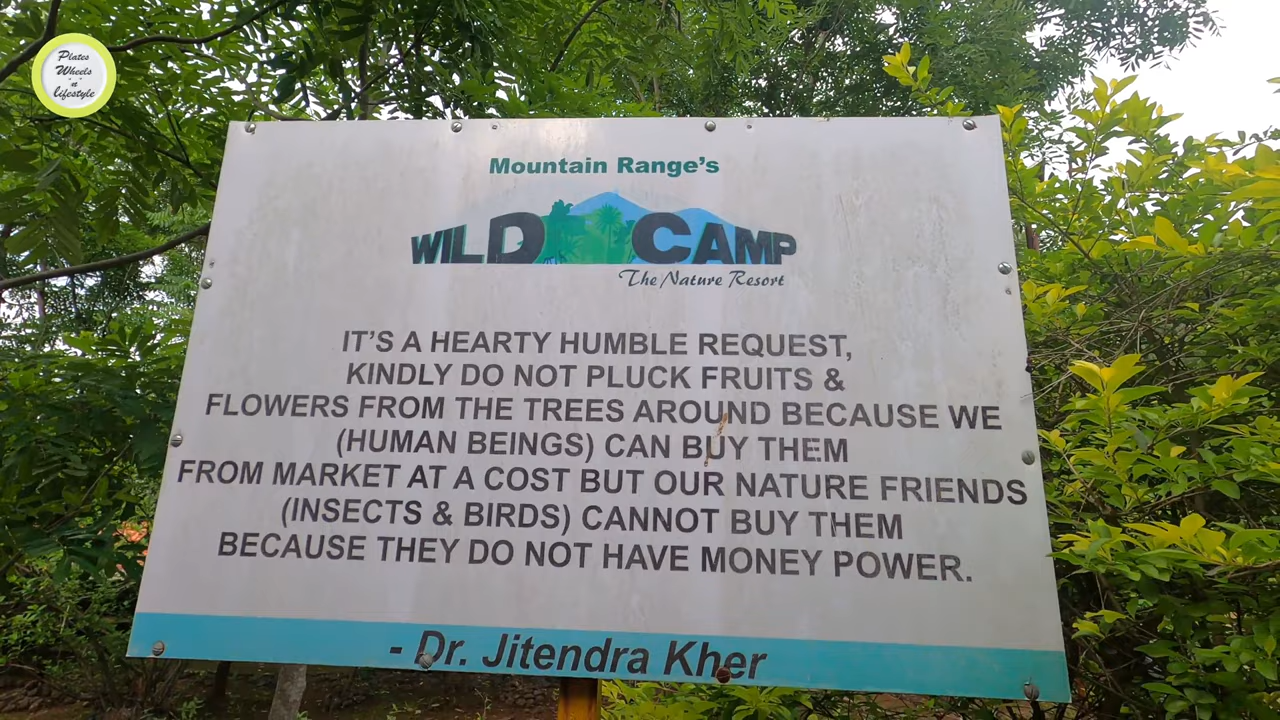 Plates
Wheels
"n"
lifestyle
Mountain Range's
WILD CAMP
The Nature Resort
IT'S A HEARTY HUMBLE REQUEST,
KINDLY DO NOT PLUCK FRUITS &
FLOWERS FROM THE TREES AROUND BECAUSE WE
(HUMAN BEINGS) CAN BUY THEM
FROM MARKET AT A COST BUT OUR NATURE FRIENDS
(INSECTS & BIRDS) CANNOT BUY THEM
BECAUSE THEY DO NOT HAVE MONEY POWER.
- Dr. Jitendra Kher